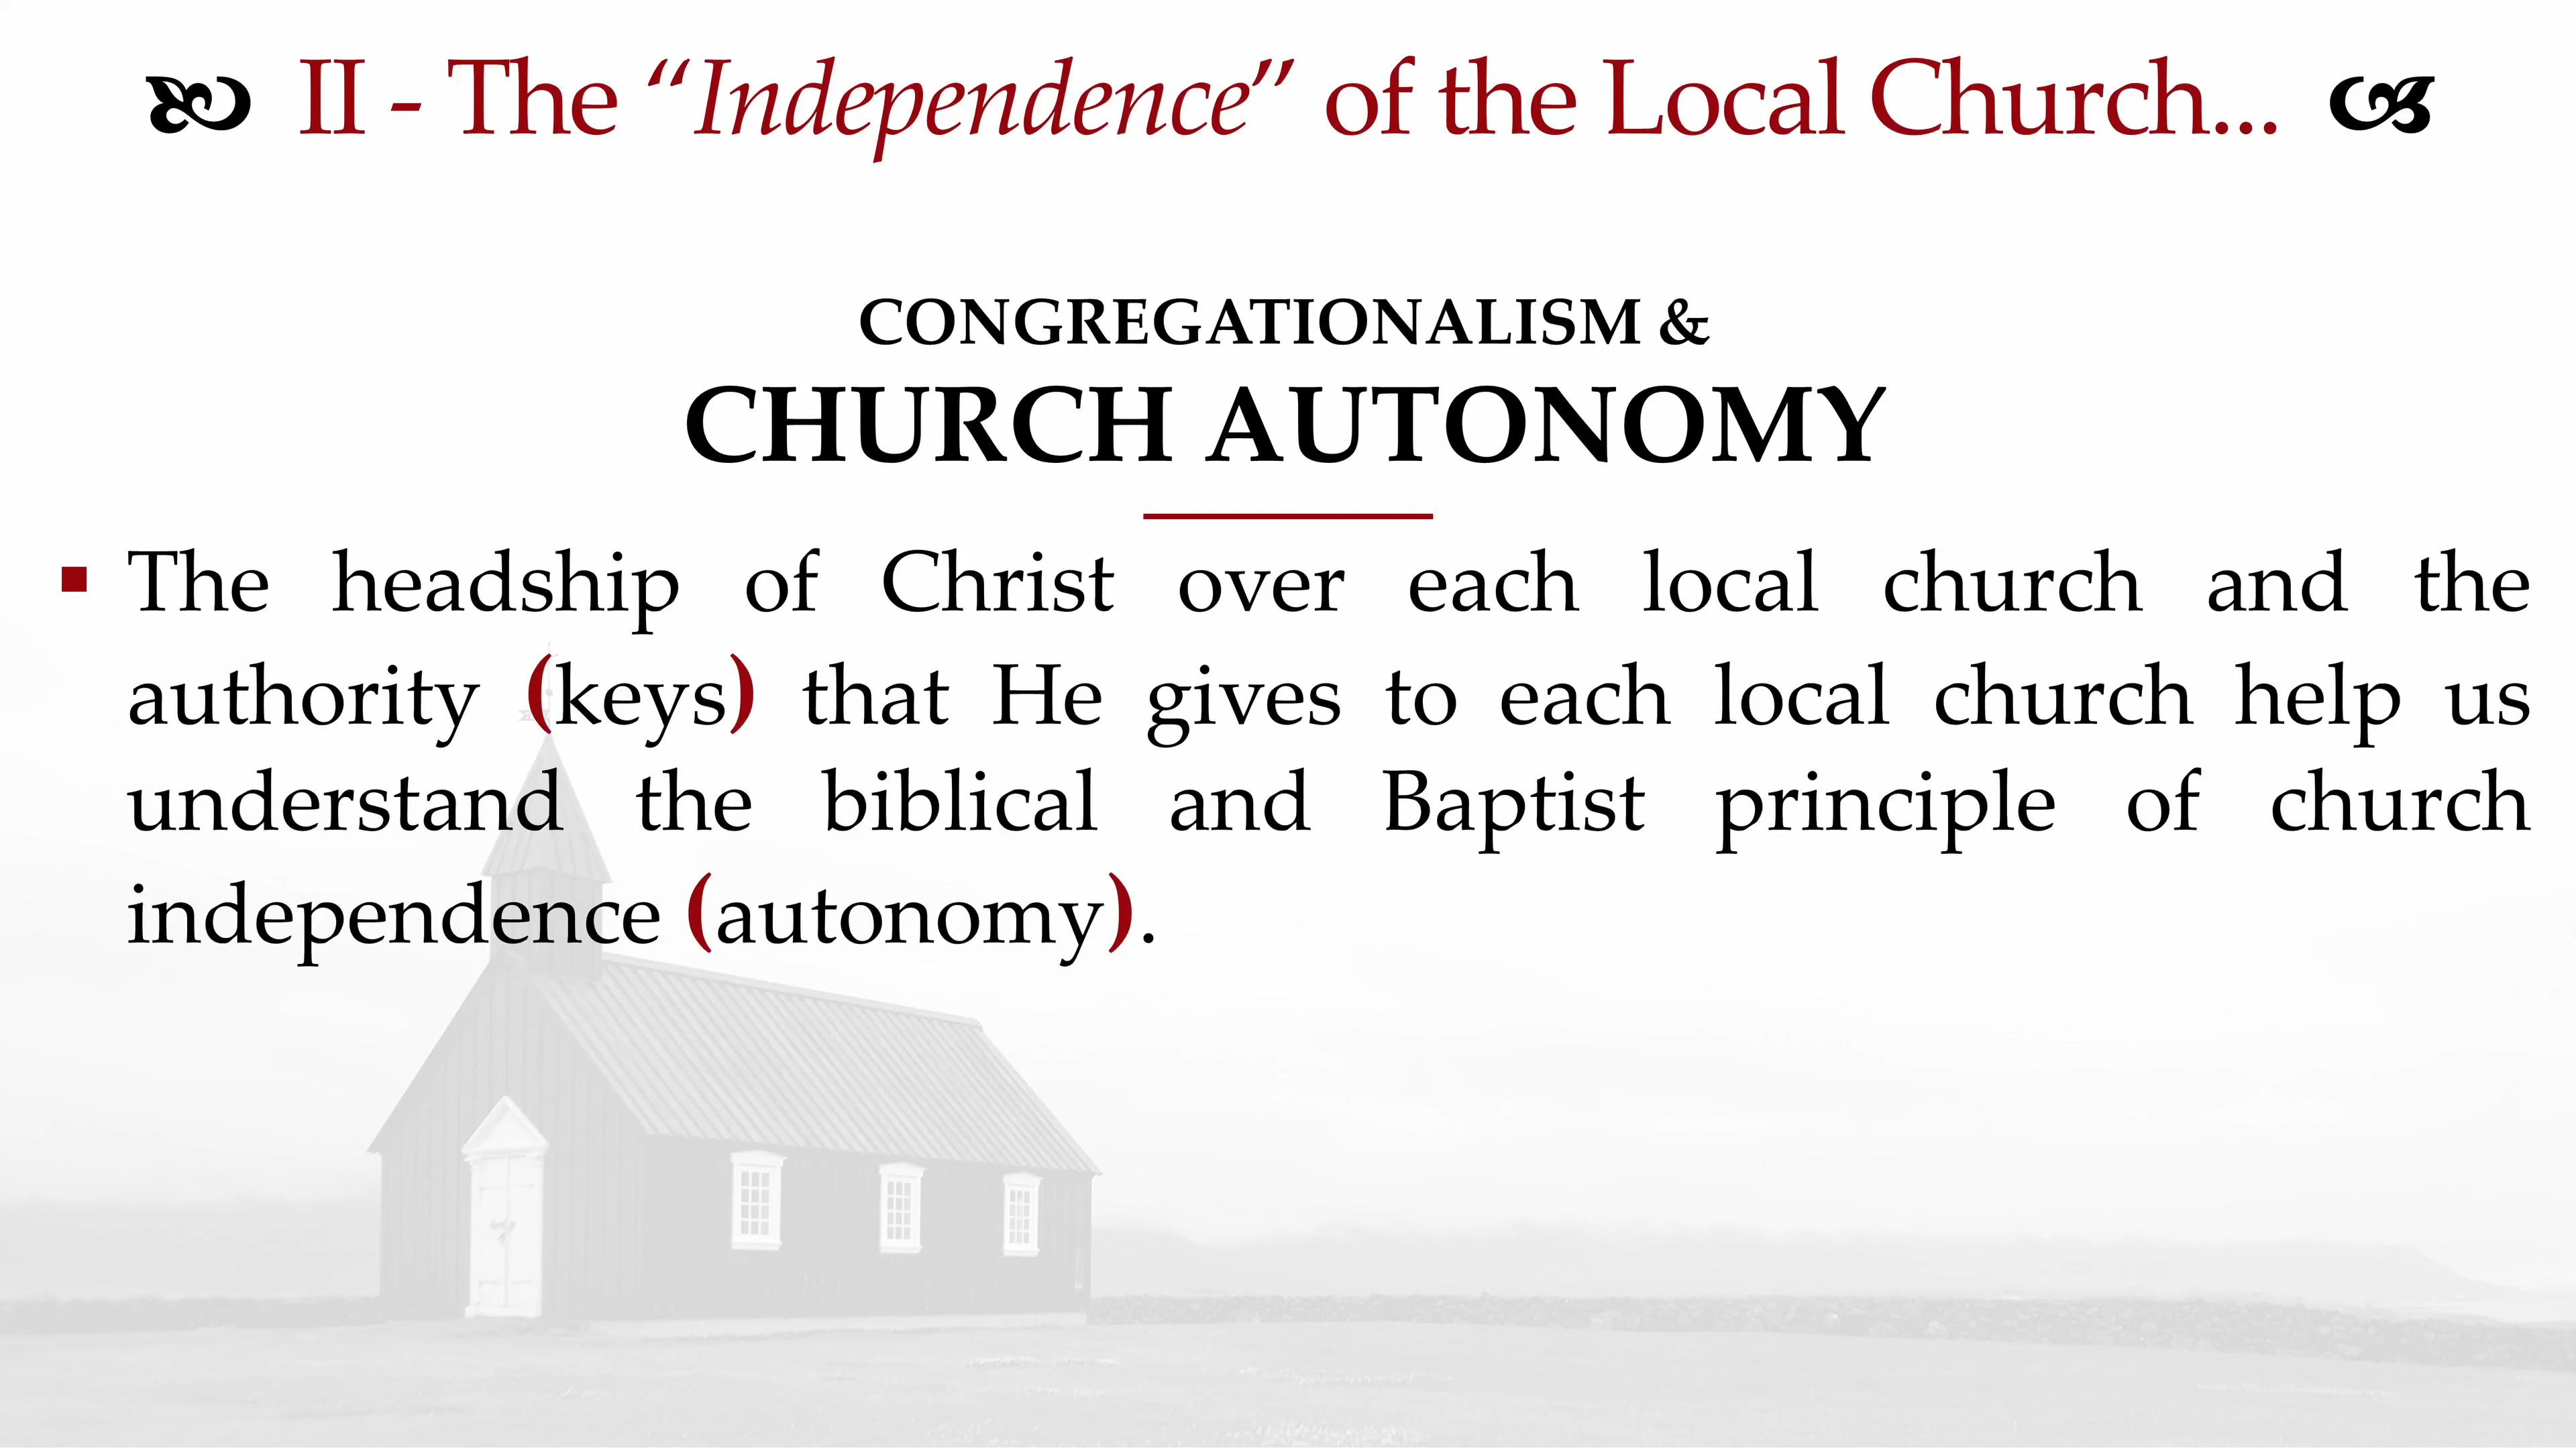 II - The “Independence” of the Local Church...
CONGREGATIONALISM &
CHURCH AUTONOMY
▪ The headship of Christ over each local church and the
authority (keys) that He gives to each local church help us
understand the biblical and Baptist principle of church
independence (autonomy).